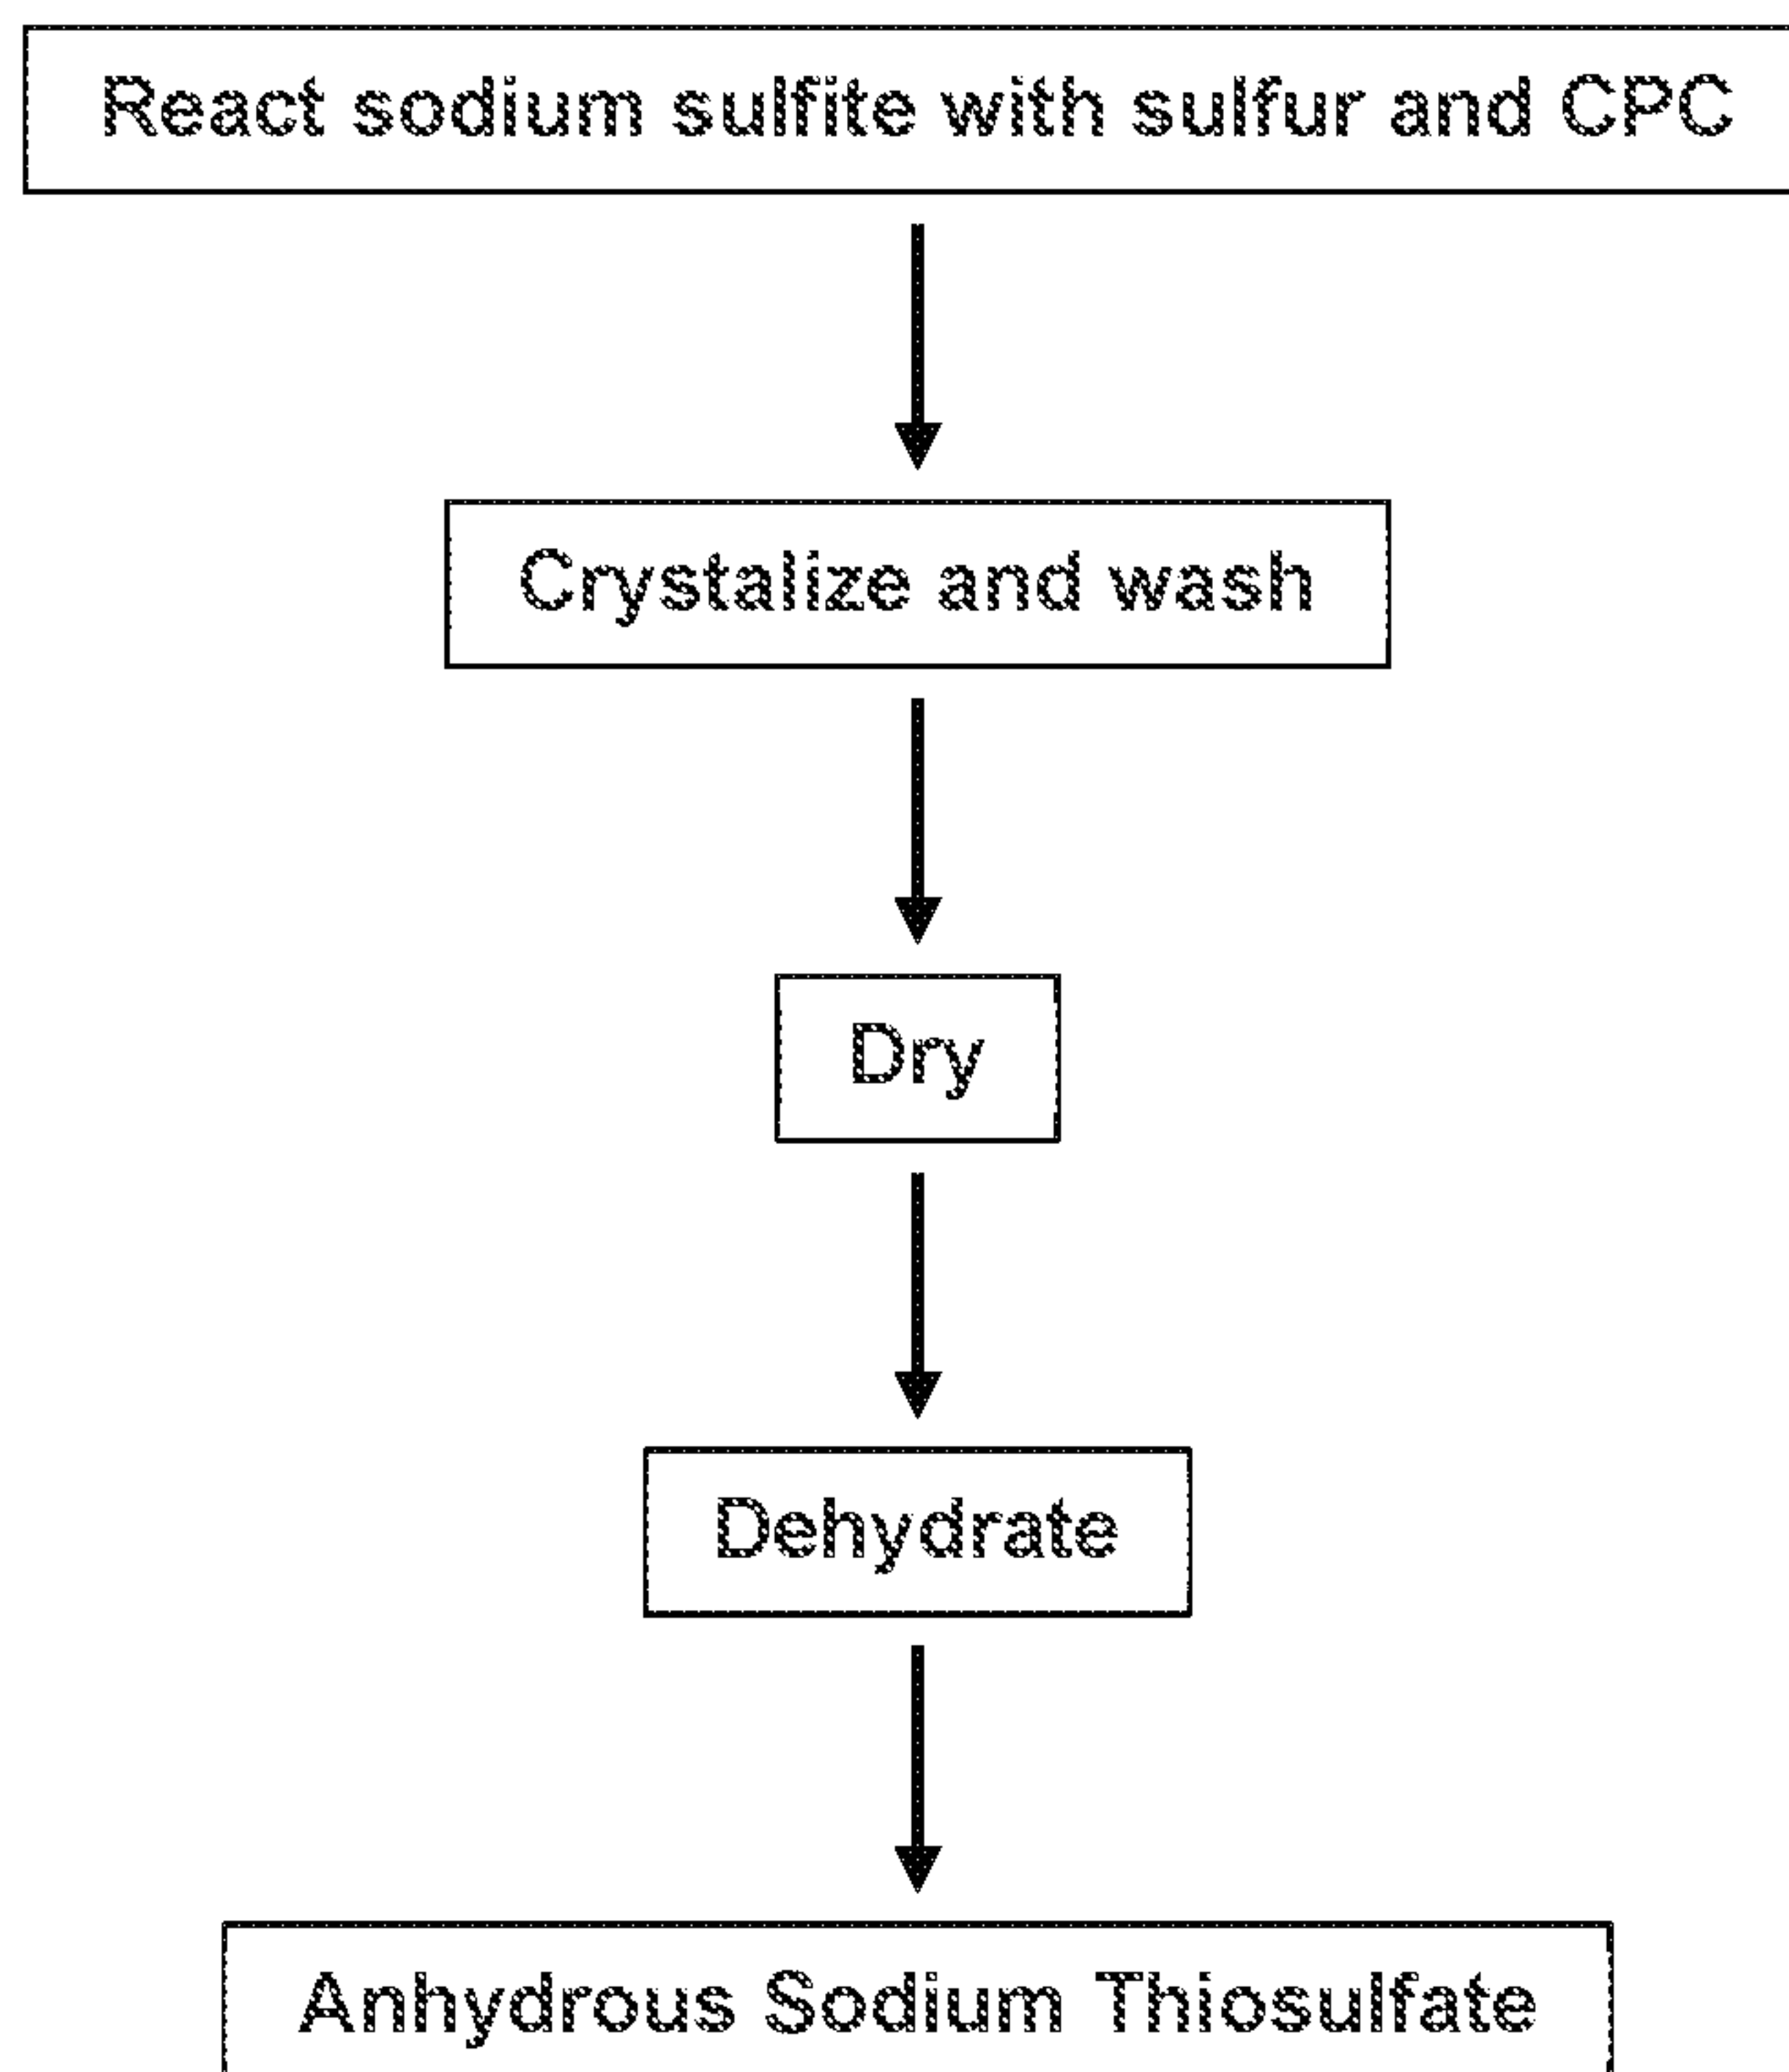 React sodium sulfite with sulfur and CPC
Crystalize and wash
Dry
Dehydrate
Anhydrous Sodium Thiosulfate